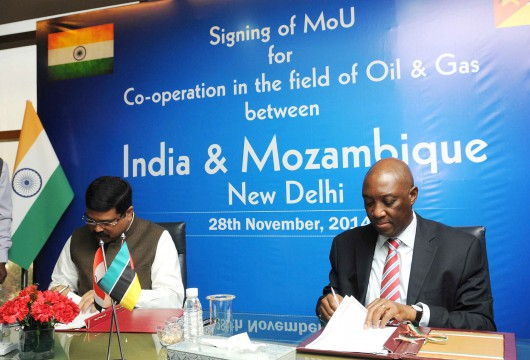 Signing of MoU
for
Co-operation in the field of Oil & Gas
between
India & Mozambique
New Delhi
28th November, 2014